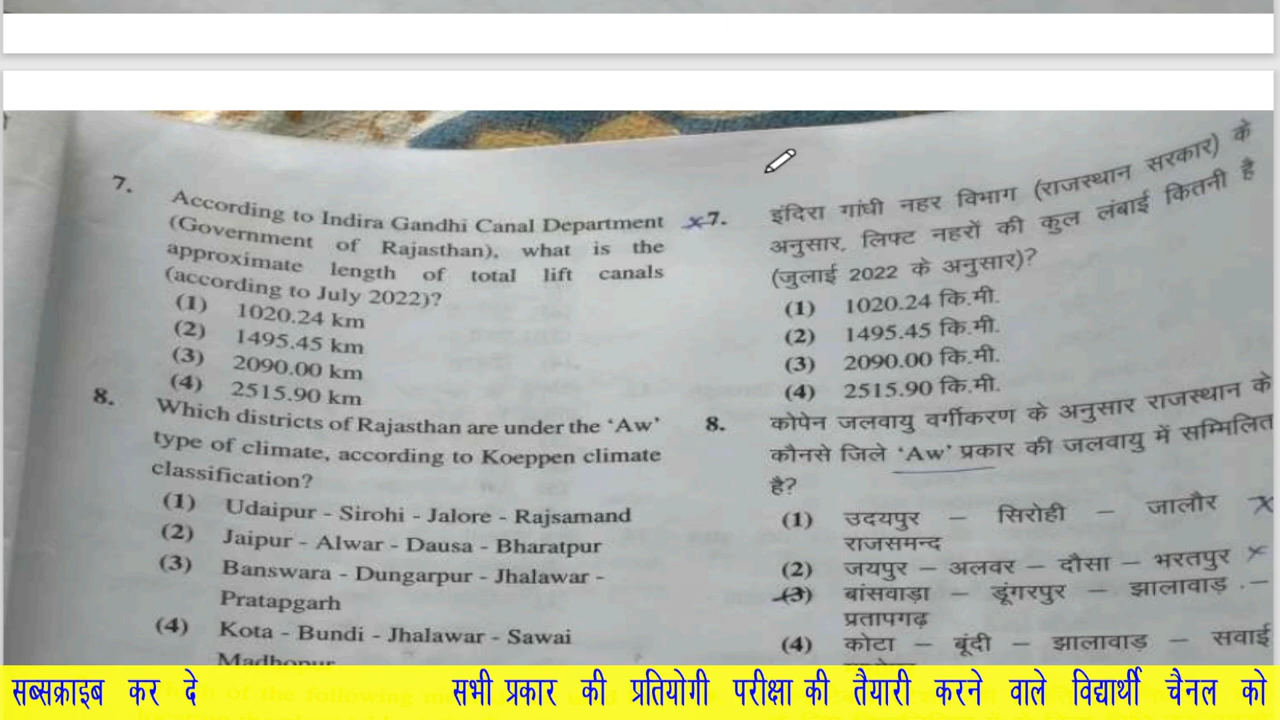 7.
According to Indira Gandhi Canal Department
(Government of Rajasthan), what is the
approximate length of total lift canals
(according to July 2022)?
(1) 1020.24 km
(2) 1495.45 km
(3) 2090.00 km
(4) 2515.90 km
8.
Which districts of Rajasthan are under the ‘Aw’
type of climate, according to Koeppen climate
classification?
(1) Udaipur - Sirohi - Jalore - Rajsamand
(2) Jaipur - Alwar - Dausa - Bharatpur
(3) Banswara - Dungarpur - Jhalawar -
Pratapgarh
(4) Kota - Bundi - Jhalawar - Sawai
Madhopur
7. इंदिरा गांधी नहर विभाग (राजस्थान सरकार) के
अनुसार, लिफ्ट नहरों की कुल लंबाई कितनी है
(जुलाई 2022 के अनुसार)?
(1) 1020.24 कि.मी.
(2) 1495.45 कि.मी.
(3) 2090.00 कि.मी.
(4) 2515.90 कि.मी.
8. कोपेन जलवायु वर्गीकरण के अनुसार राजस्थान के
कौनसे जिले ‘Aw’ प्रकार की जलवायु में सम्मिलित
है?
(1) उदयपुर – सिरोही – जालौर
राजसमन्द
(2) जयपुर – अलवर – दौसा – भरतपुर
(3) बांसवाड़ा – डूंगरपुर – झालावाड़ –
प्रतापगढ़
(4) कोटा – बूंदी – झालावाड़ – सवाई
सब्सक्राइब कर दे सभी प्रकार की प्रतियोगी परीक्षा की तैयारी करने वाले विद्यार्थी चैनल को